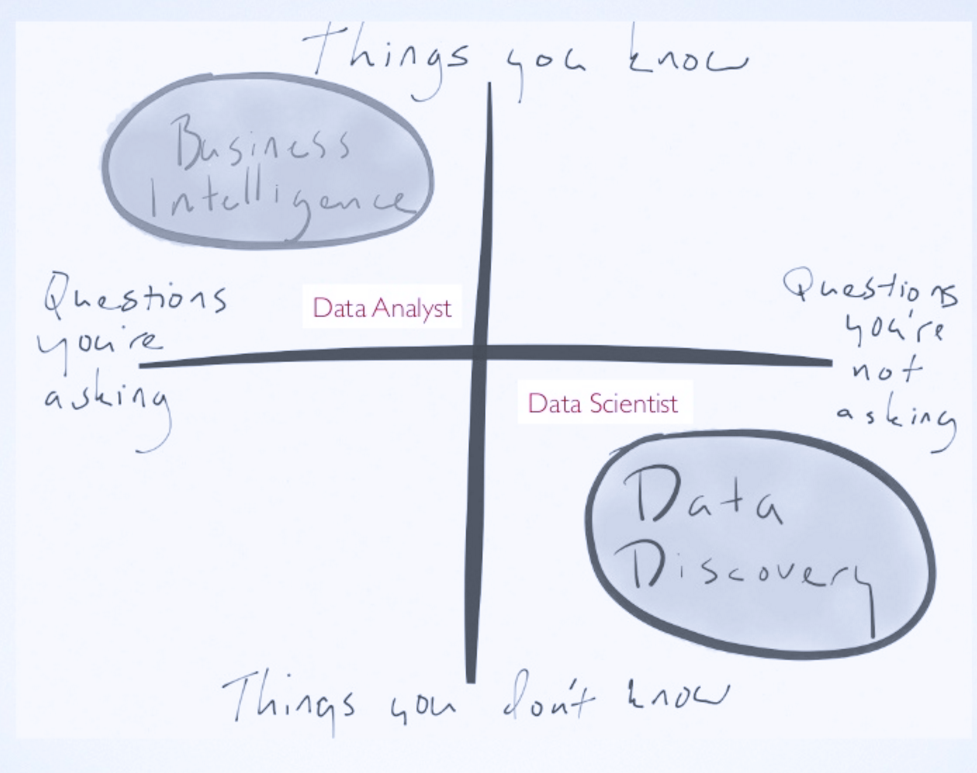 Things you know
Business
Intelligence
Questions
you're
asking
Data Analyst
Questions
you're
not
asking
Data Scientist
Data
Discovery
Things you don't know